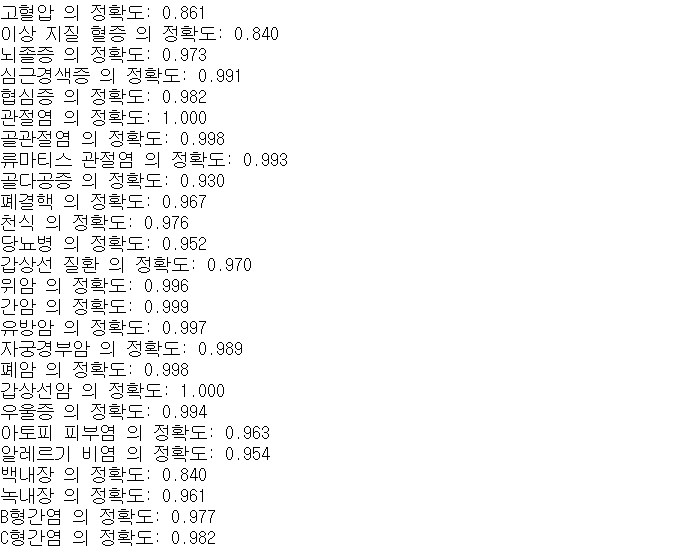 고혈압 의 정확도: 0.861
이상 지질 혈증 의 정확도: 0.840
뇌졸증 의 정확도: 0.973
심근경색증 의 정확도: 0.991
협심증 의 정확도: 0.982
관절염 의 정확도: 1.000
골관절염 의 정확도: 0.998
류마티스 관절염 의 정확도: 0.993
골다공증 의 정확도: 0.930
폐결핵 의 정확도: 0.967
천식 의 정확도: 0.976
당뇨병 의 정확도: 0.952
갑상선 질환 의 정확도: 0.970
위암 의 정확도: 0.996
간암 의 정확도: 0.999
유방암 의 정확도: 0.997
자궁경부암 의 정확도: 0.989
폐암 의 정확도: 0.998
갑상선암 의 정확도: 1.000
우울증 의 정확도: 0.994
아토피 피부염 의 정확도: 0.963
알레르기 비염 의 정확도: 0.954
백내장 의 정확도: 0.840
녹내장 의 정확도: 0.961
B형간염 의 정확도: 0.977
C형간염 의 정확도: 0.982